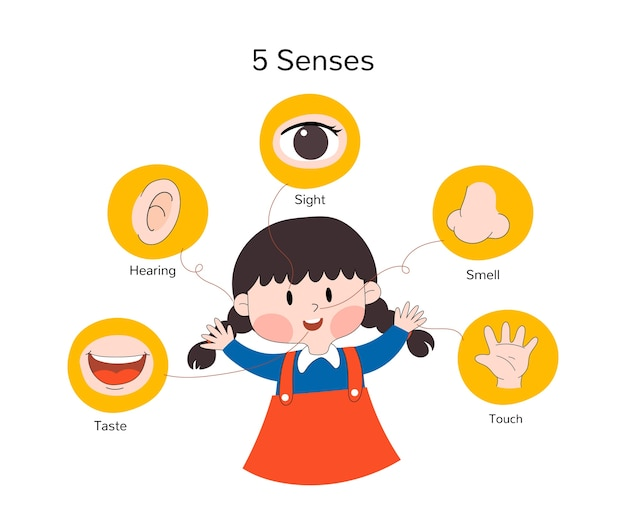 5 Senses
Sight
Hearing
Smell
Taste
Touch